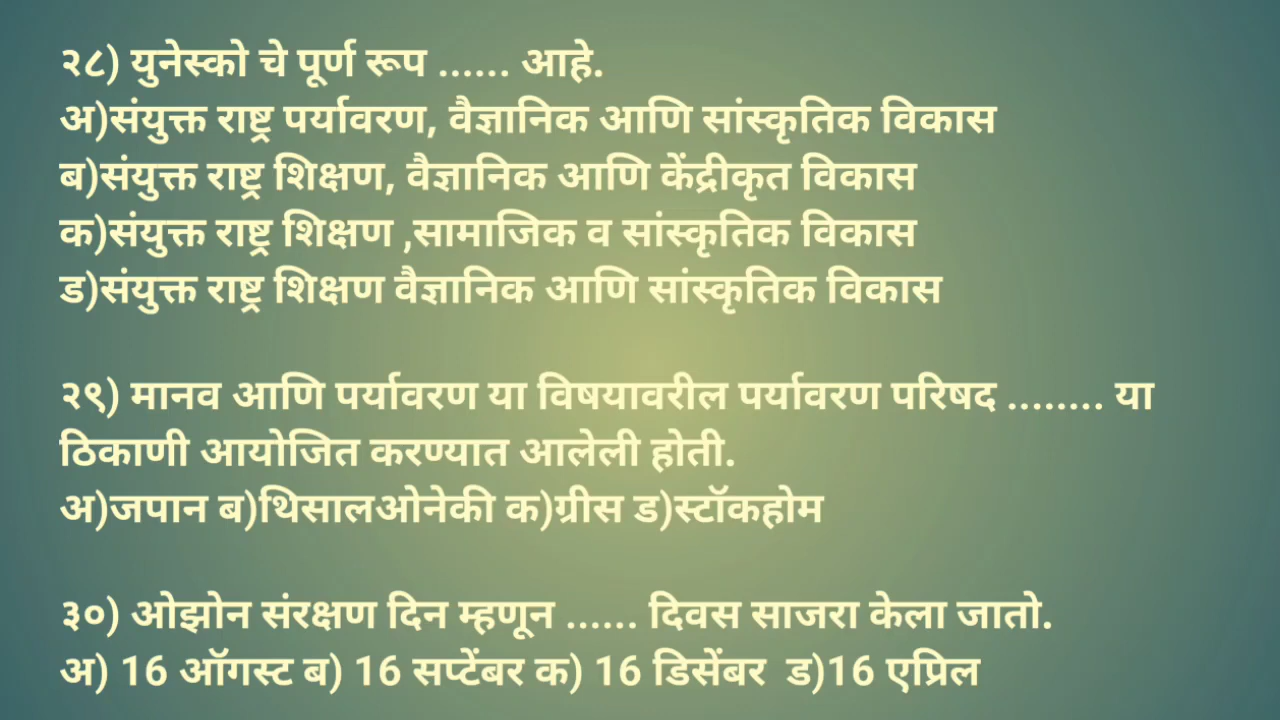 २८) युनेस्को चे पूर्ण रूप ...... आहे.
अ)संयुक्त राष्ट्र पर्यावरण, वैज्ञानिक आणि सांस्कृतिक विकास
ब)संयुक्त राष्ट्र शिक्षण, वैज्ञानिक आणि केंद्रीकृत विकास
क)संयुक्त राष्ट्र शिक्षण ,सामाजिक व सांस्कृतिक विकास
ड)संयुक्त राष्ट्र शिक्षण वैज्ञानिक आणि सांस्कृतिक विकास
२९) मानव आणि पर्यावरण या विषयावरील पर्यावरण परिषद ........ या
ठिकाणी आयोजित करण्यात आलेली होती.
अ)जपान ब)थिसालओनेकी क)ग्रीस ड)स्टॉकहोम
३०) ओझोन संरक्षण दिन म्हणून ...... दिवस साजरा केला जातो.
अ) 16 ऑगस्ट ब) 16 सप्टेंबर क) 16 डिसेंबर  ड)16 एप्रिल